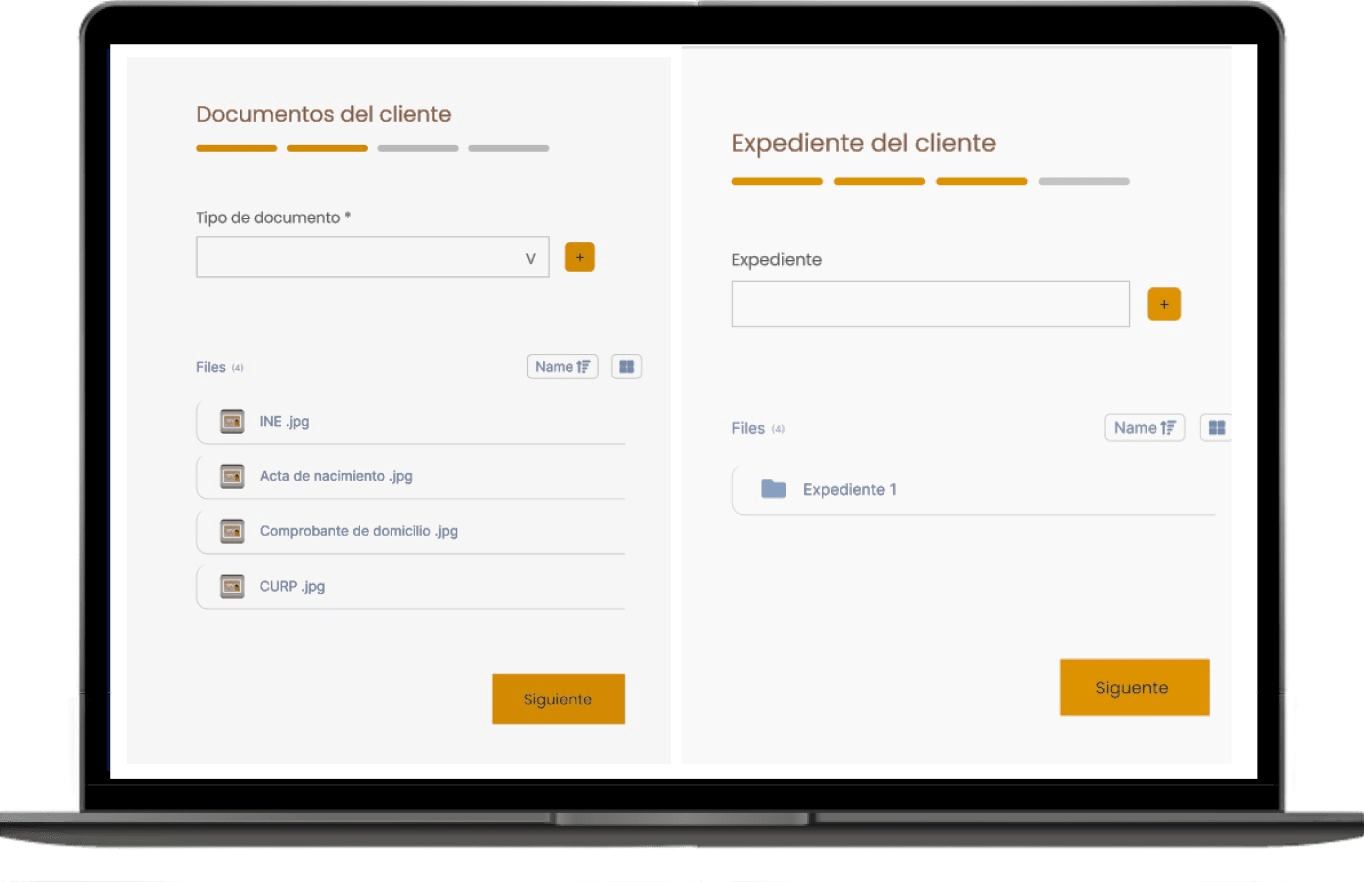 Documentos del cliente
Tipo de documento *
V
+
Files (4)
Name
INE .jpg
Acta de nacimiento .jpg
Comprobante de domicilio .jpg
CURP .jpg
Siguiente
Expediente del cliente
Expediente
+
Files (4)
Name
Expediente 1
Siguente